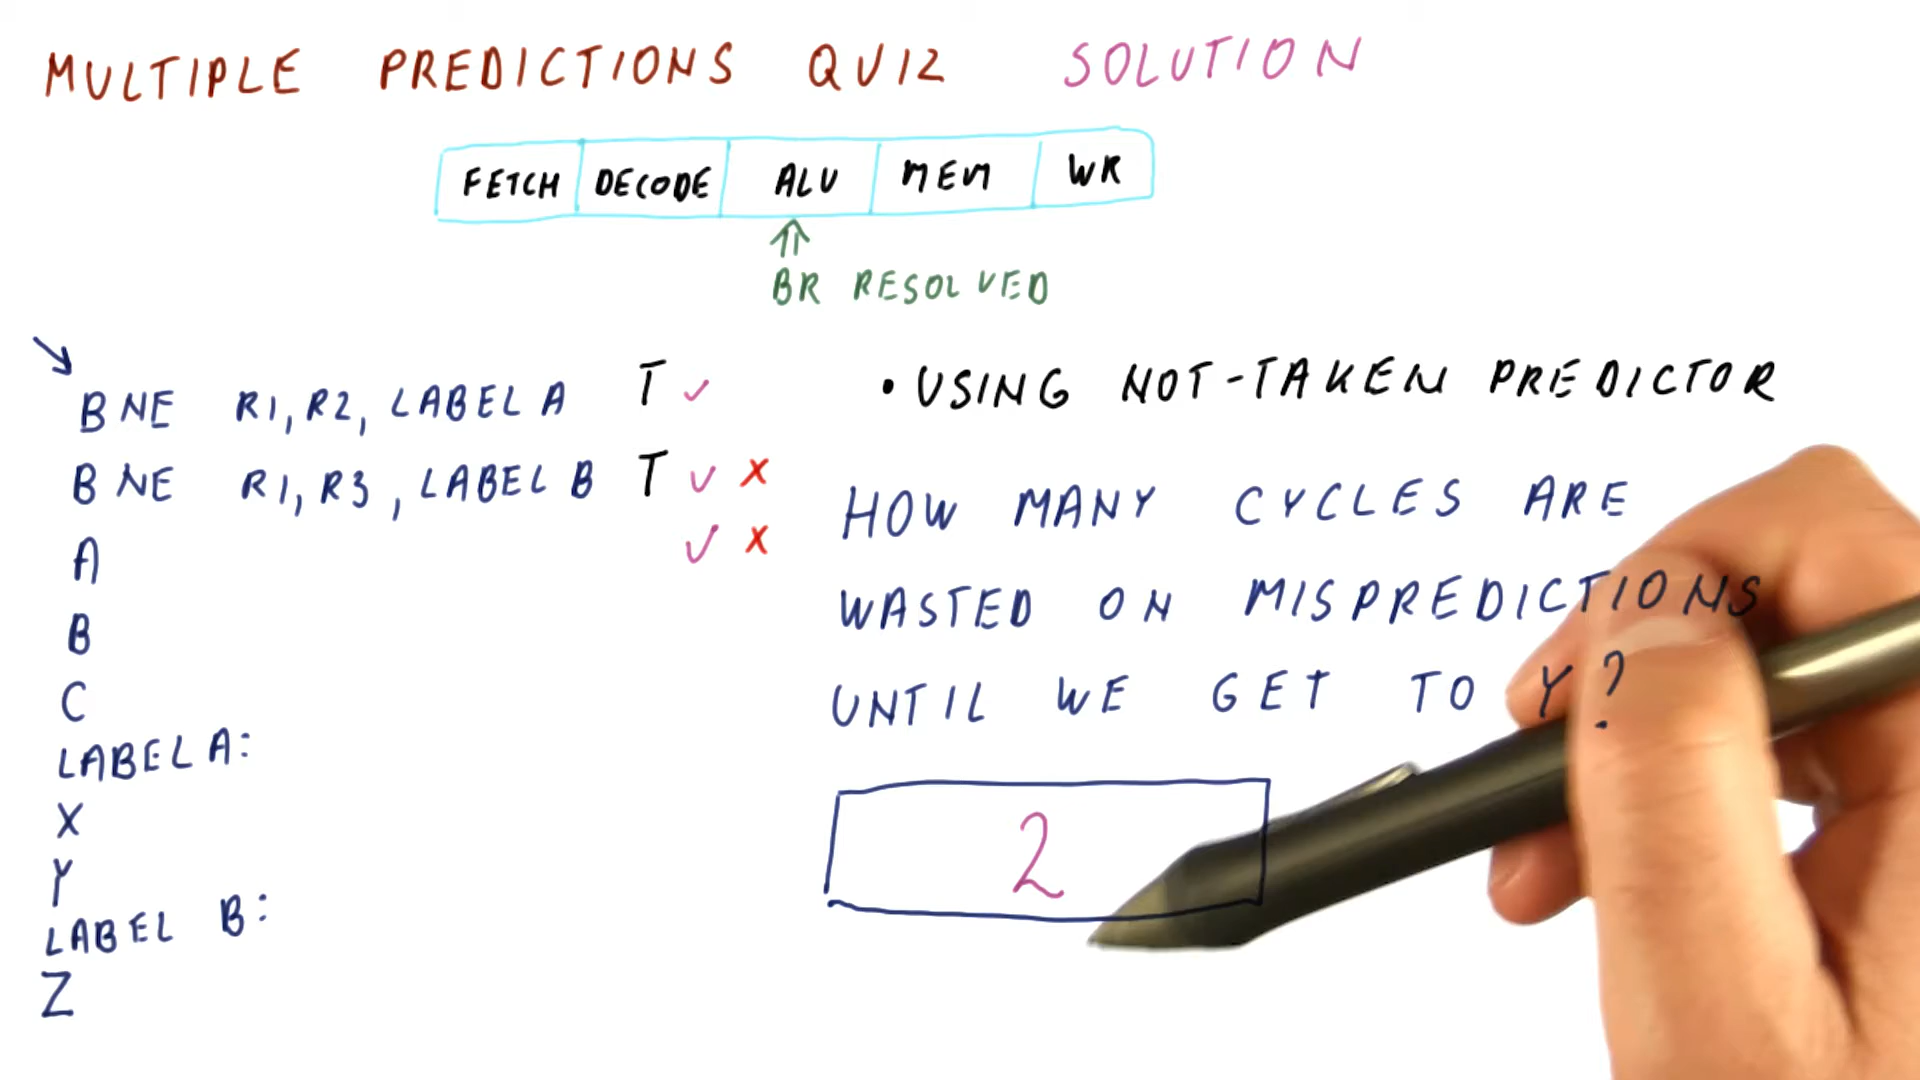 MULTIPLE PREDICTIONS QUIZ SOLUTION
FETCH DECODE ALU MEM WR
BR RESOLVED
BNE R1, R2, LABEL A T ✓
BNE R1, R3, LABEL B T ✓ X
✓ X
A
B
C
LABEL A:
X
Y
LABEL B:
Z
• USING NOT-TAKEN PREDICTOR
HOW MANY CYCLES ARE
WASTED ON MISPREDICTIONS
UNTIL WE GET TO Y?
2